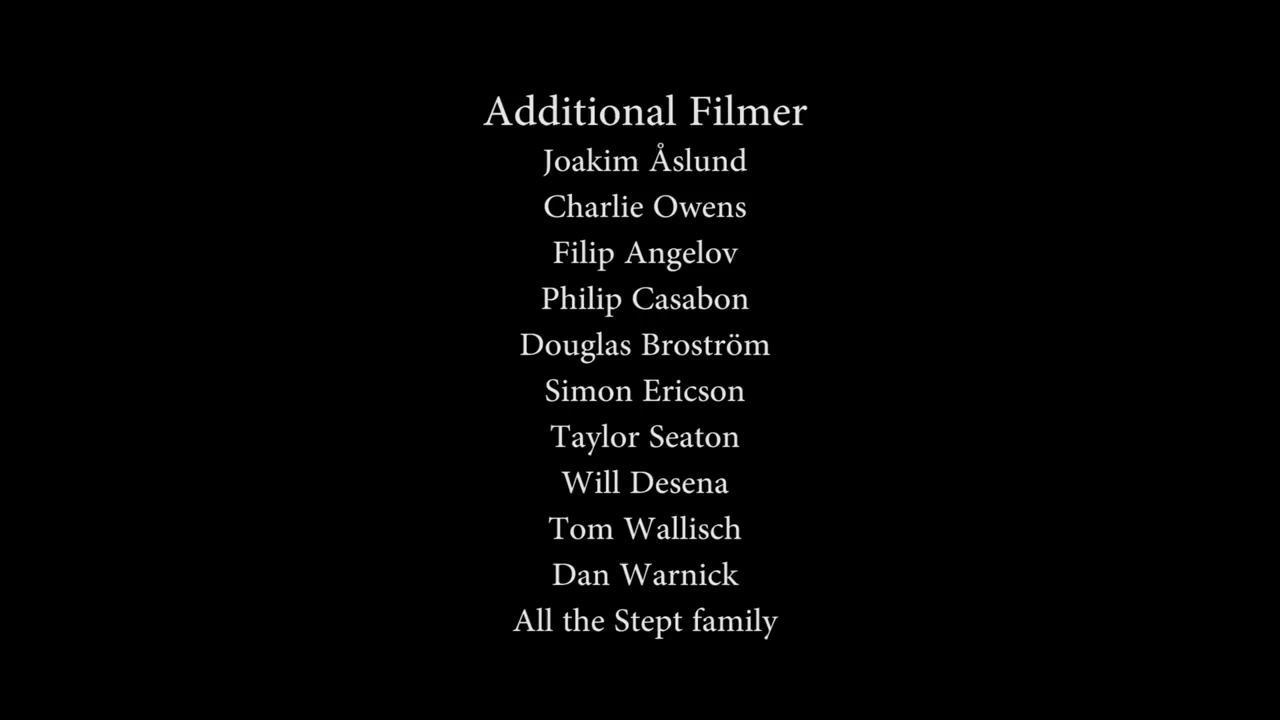 Additional Filmer
Joakim Åslund
Charlie Owens
Filip Angelov
Philip Casabon
Douglas Broström
Simon Ericson
Taylor Seaton
Will Desena
Tom Wallisch
Dan Warnick
All the Stept family